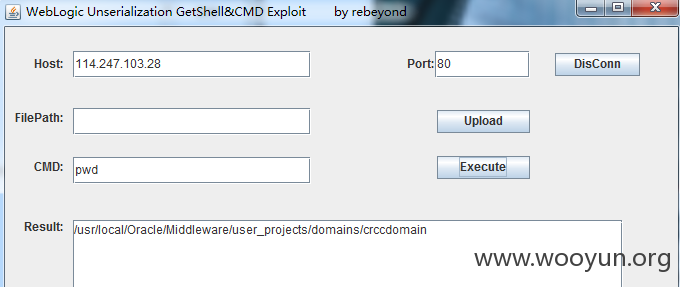 WebLogic Unserialization GetShell&CMD Exploit by rebeyond
Host: 114.247.103.28 Port: 80 DisConn
FilePath: Upload
CMD: pwd Execute
Result: /usr/local/Oracle/Middleware/user_projects/domains/crccdomain
www.wooyun.org